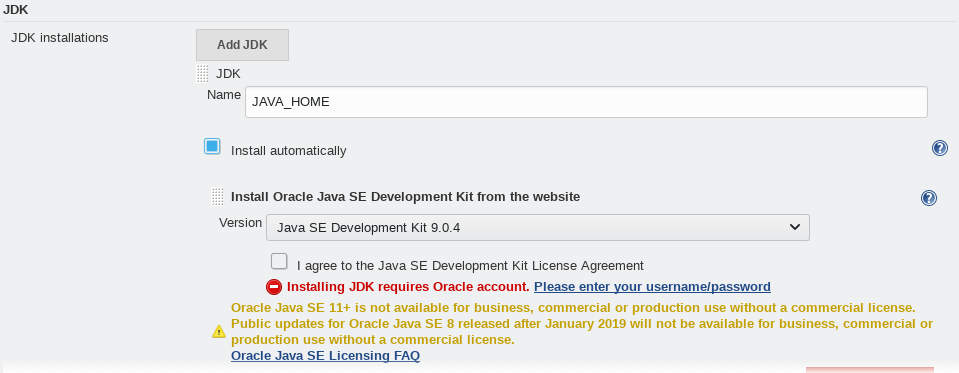 JDK
JDK installations
Add JDK
JDK
Name
JAVA_HOME
Install automatically
Install Oracle Java SE Development Kit from the website
Version
Java SE Development Kit 9.0.4
I agree to the Java SE Development Kit License Agreement
Installing JDK requires Oracle account. Please enter your username/password
Oracle Java SE 11+ is not available for business, commercial or production use without a commercial license.
Public updates for Oracle Java SE 8 released after January 2019 will not be available for business, commercial or
production use without a commercial license.
Oracle Java SE Licensing FAQ